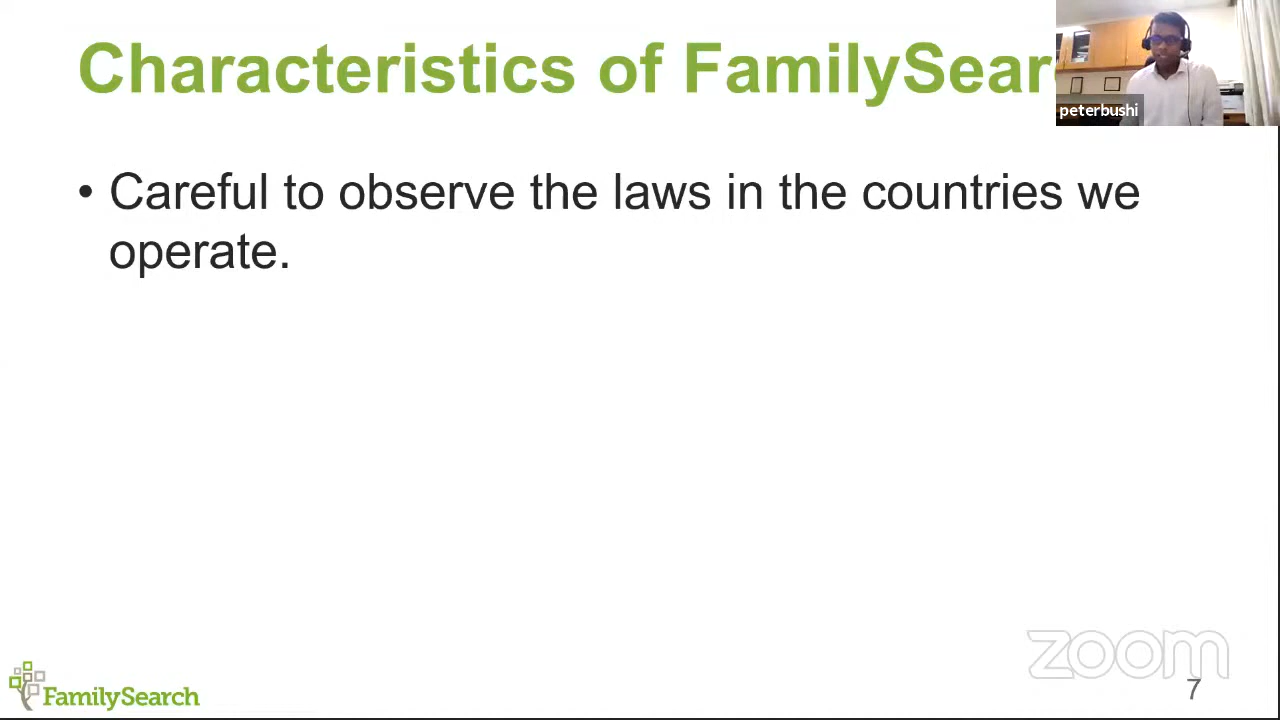 Characteristics of FamilySear
peterbushi
• Careful to observe the laws in the countries we
operate.
zoom
7
FamilySearch